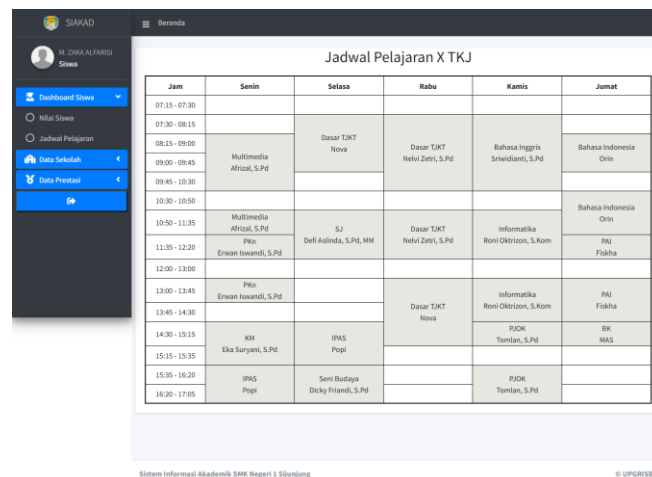 SIAKAD
Beranda
M. ZAKA ALFARISI
Siswa
Dashboard Siswa
Nilai Siswa
Jadwal Pelajaran
Data Sekolah
Data Prestasi
Jadwal Pelajaran X TKJ
Jam Senin Selasa Rabu Kamis Jumat
07:15 - 07:30
07:30 - 08:15
08:15 - 09:00
09:00 - 09:45
09:45 - 10:30
10:30 - 10:50
10:50 - 11:35
11:35 - 12:20
12:00 - 13:00
13:00 - 13:45
13:45 - 14:30
14:30 - 15:15
15:15 - 15:35
15:35 - 16:20
16:20 - 17:05
Multimedia
Afrizal, S.Pd
Multimedia
Afrizal, S.Pd
PKn
Erwan Iswandi, S.Pd
PKn
Erwan Iswandi, S.Pd
KM
Eka Suryani, S.Pd
IPAS
Popi
Dasar TJKT
Nova
SJ
Defi Aslinda, S.Pd, MM
IPAS
Popi
Seni Budaya
Dicky Friandi, S.Pd
Dasar TJKT
Nelvi Zetri, S.Pd
Dasar TJKT
Nelvi Zetri, S.Pd
Dasar TJKT
Nova
Bahasa Inggris
Sriwidianti, S.Pd
Informatika
Roni Oktrizon, S.Kom
Informatika
Roni Oktrizon, S.Kom
PJOK
Tomlan, S.Pd
PJOK
Tomlan, S.Pd
Bahasa Indonesia
Orin
Bahasa Indonesia
Orin
PAI
Fiskha
PAI
Fiskha
BK
MAS
Sistem Informasi Akademik SMK Negeri 1 Sijunjung
© UPGRISB